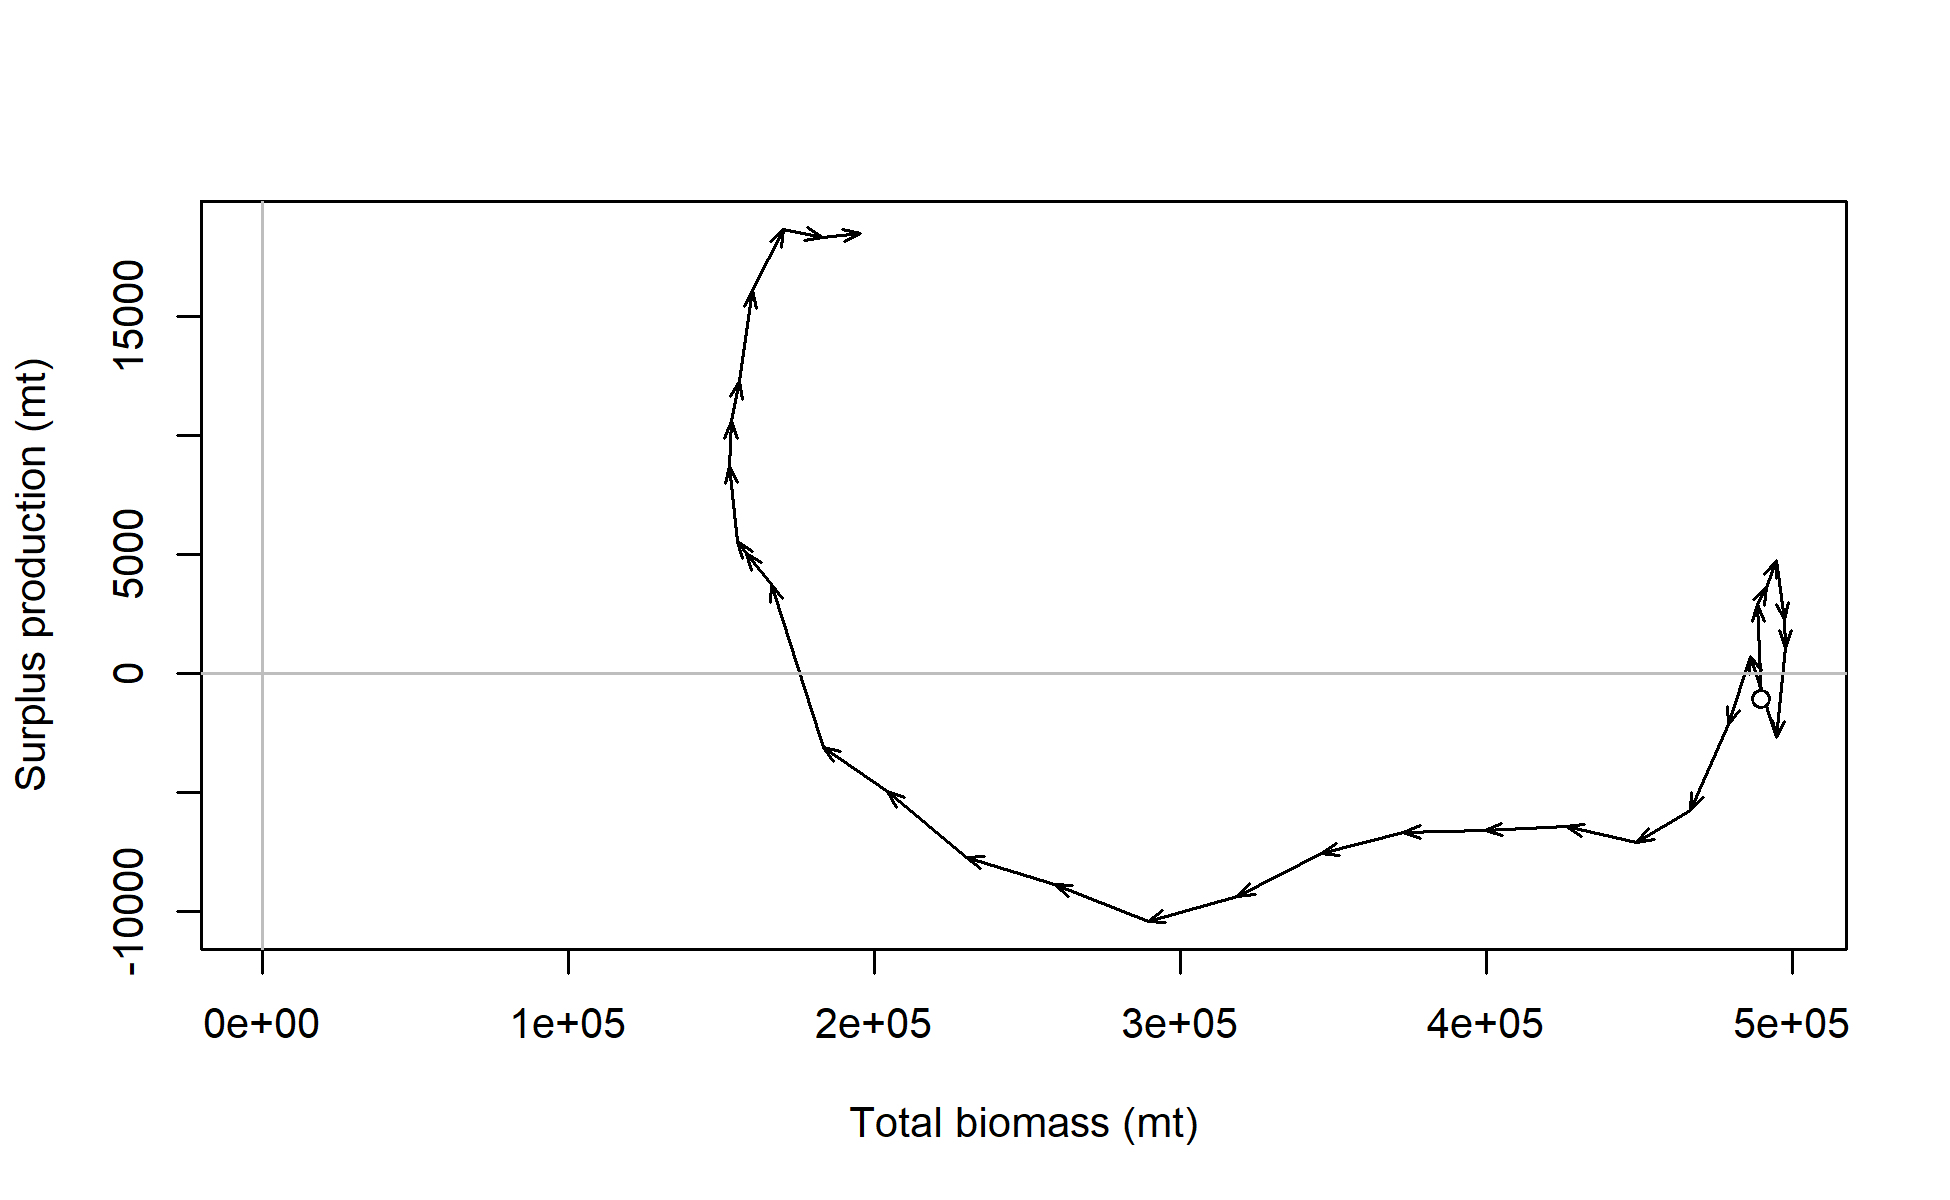 Surplus production (mt)
15000
5000
0
-10000
0e+00 1e+05 2e+05 3e+05 4e+05 5e+05
Total biomass (mt)